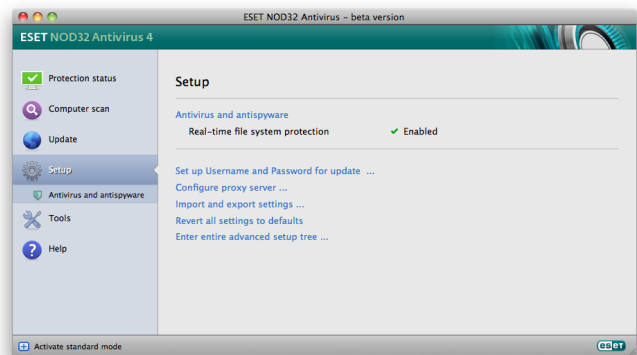 ESET NOD32 Antivirus – beta version
ESET NOD32 Antivirus 4
Protection status
Computer scan
Update
Setup
Antivirus and antispyware
Tools
Help
Setup
Antivirus and antispyware
Real-time file system protection ✔ Enabled
Set up Username and Password for update ...
Configure proxy server ...
Import and export settings ...
Revert all settings to defaults
Enter entire advanced setup tree ...
Activate standard mode
eseT